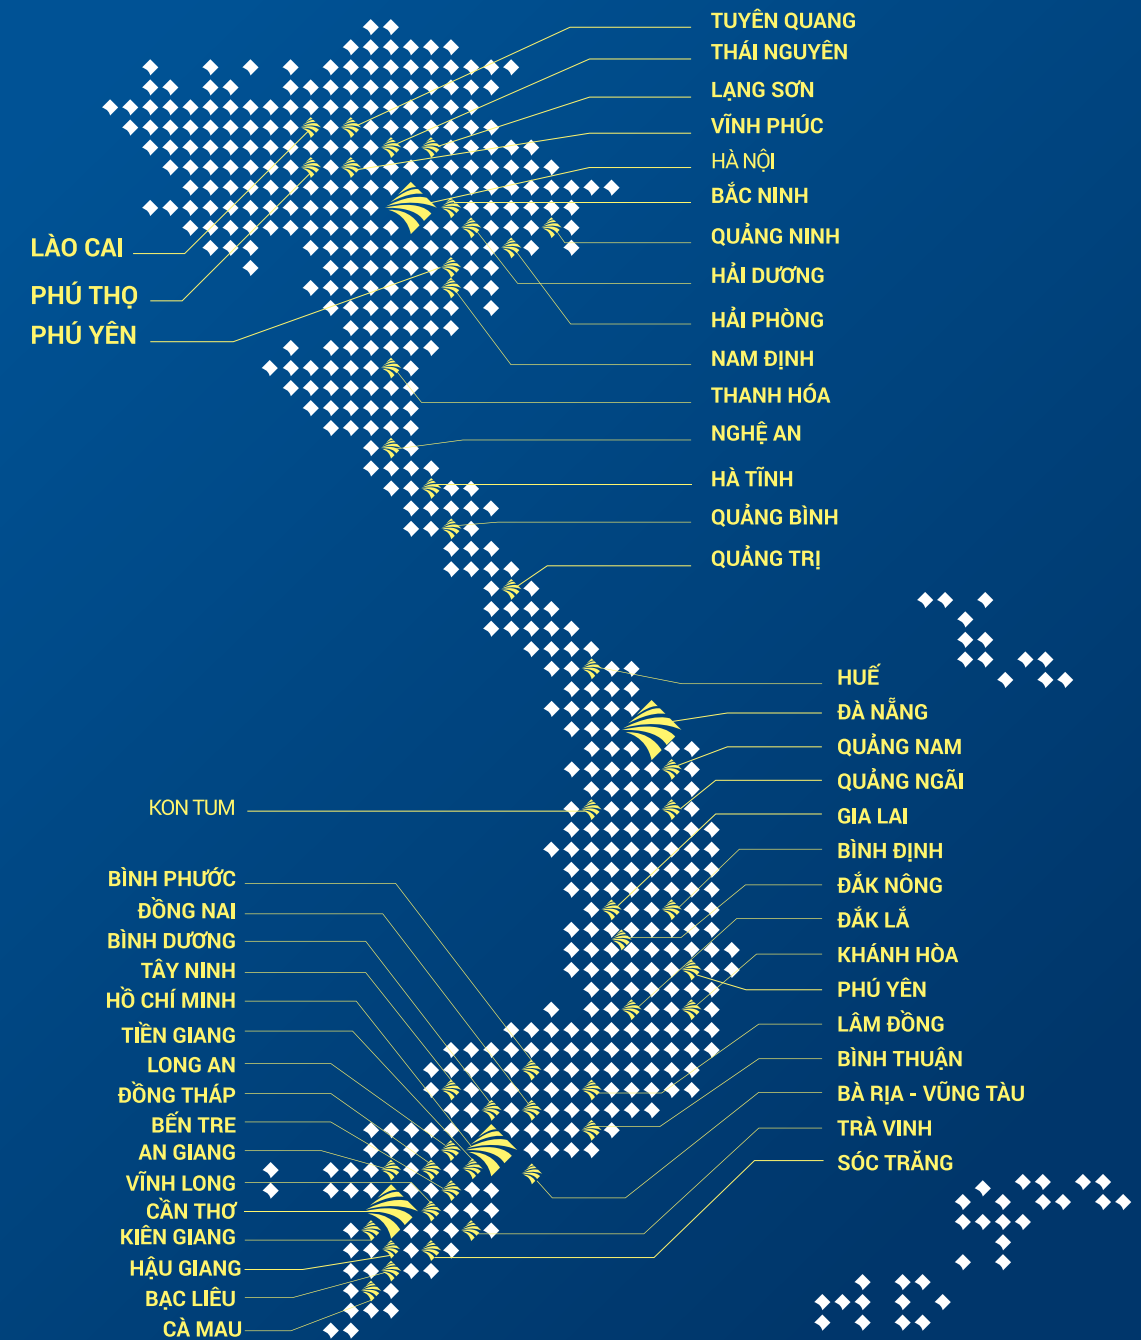 TUYÊN QUANG
THÁI NGUYÊN
LẠNG SƠN
VĨNH PHÚC
HÀ NỘI
BẮC NINH
QUẢNG NINH
HẢI DƯƠNG
HẢI PHÒNG
NAM ĐỊNH
THANH HÓA
NGHỆ AN
HÀ TĨNH
QUẢNG BÌNH
QUẢNG TRỊ
LÀO CAI
PHÚ THỌ
PHÚ YÊN
HUẾ
ĐÀ NẴNG
QUẢNG NAM
QUẢNG NGÃI
GIA LAI
BÌNH ĐỊNH
ĐẮK NÔNG
ĐẮK LẮ
KHÁNH HÒA
PHÚ YÊN
LÂM ĐỒNG
BÌNH THUẬN
BÀ RỊA - VŨNG TÀU
TRÀ VINH
SÓC TRĂNG
KON TUM
BÌNH PHƯỚC
ĐỒNG NAI
BÌNH DƯƠNG
TÂY NINH
HỒ CHÍ MINH
TIỀN GIANG
LONG AN
ĐỒNG THÁP
BẾN TRE
AN GIANG
VĨNH LONG
CẦN THƠ
KIÊN GIANG
HẬU GIANG
BẠC LIÊU
CÀ MAU